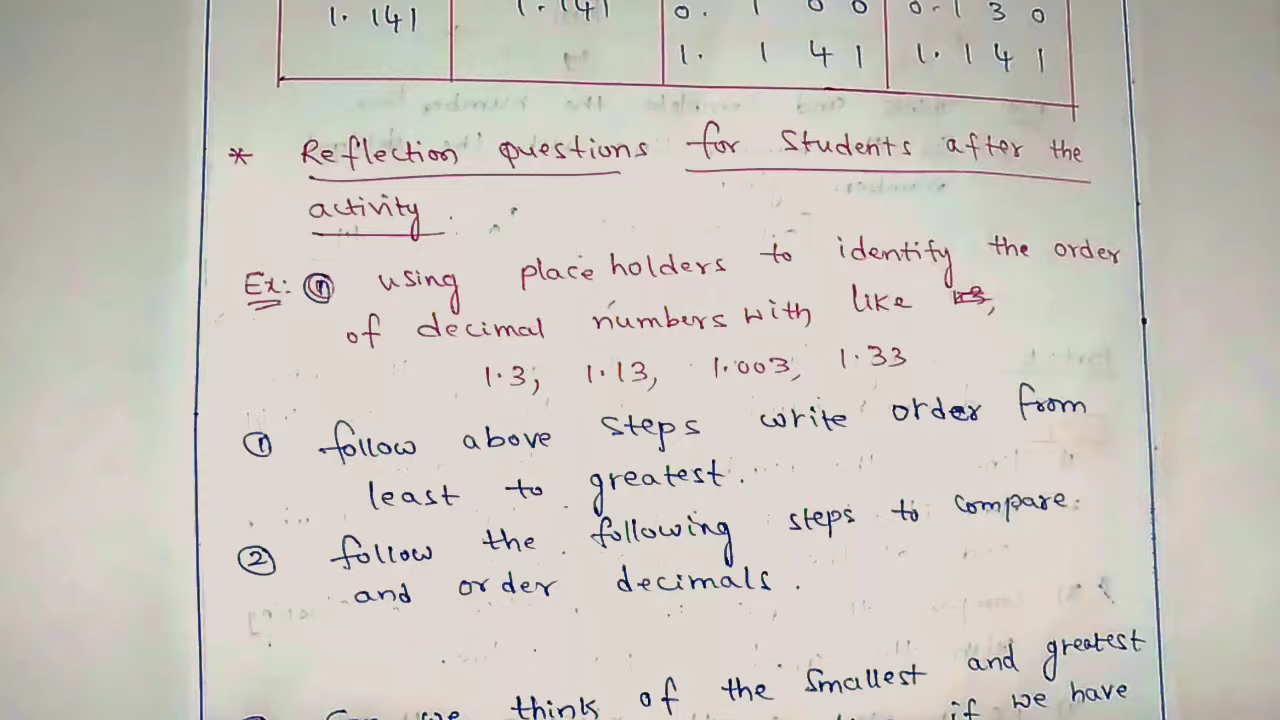 1.141 1.141 0. 1 0 0 0.1 3 0
1. 1 4 1 1.1 4 1
* Reflection questions for students after the
activity.
Ex: ① using place holders to identify the order
of decimal numbers with like
1.3, 1.13, 1.003, 1.33
① follow above steps write order from
least to greatest.
② follow the following steps to compare
and order decimals.
think of the smallest and greatest
if we have